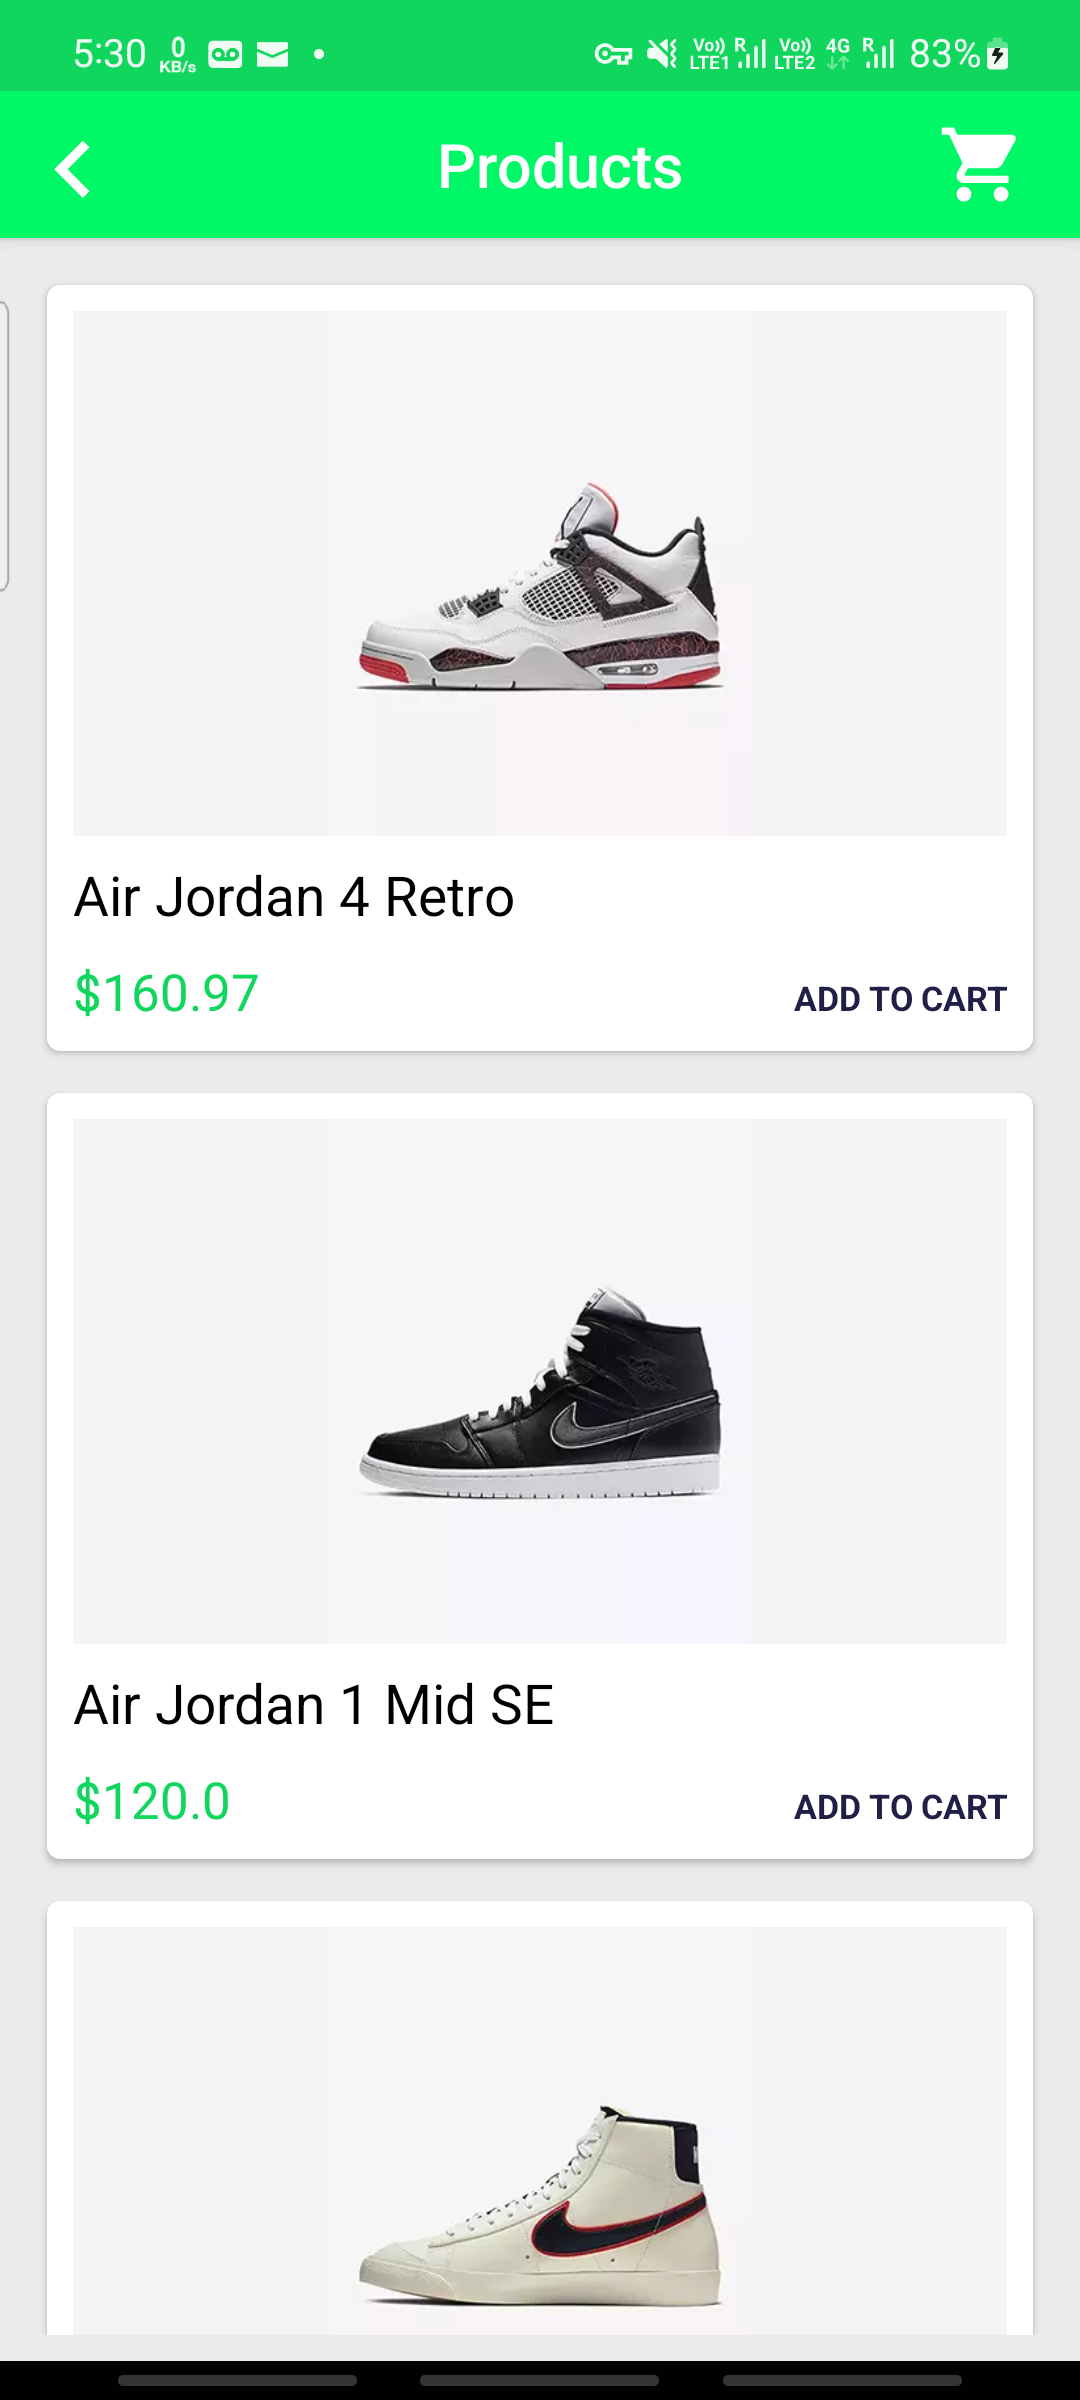 5:30 0 KB/s Vo)) LTE1 R Vo)) LTE2 4G R 83%
Products
Air Jordan 4 Retro
$160.97 ADD TO CART
Air Jordan 1 Mid SE
$120.0 ADD TO CART